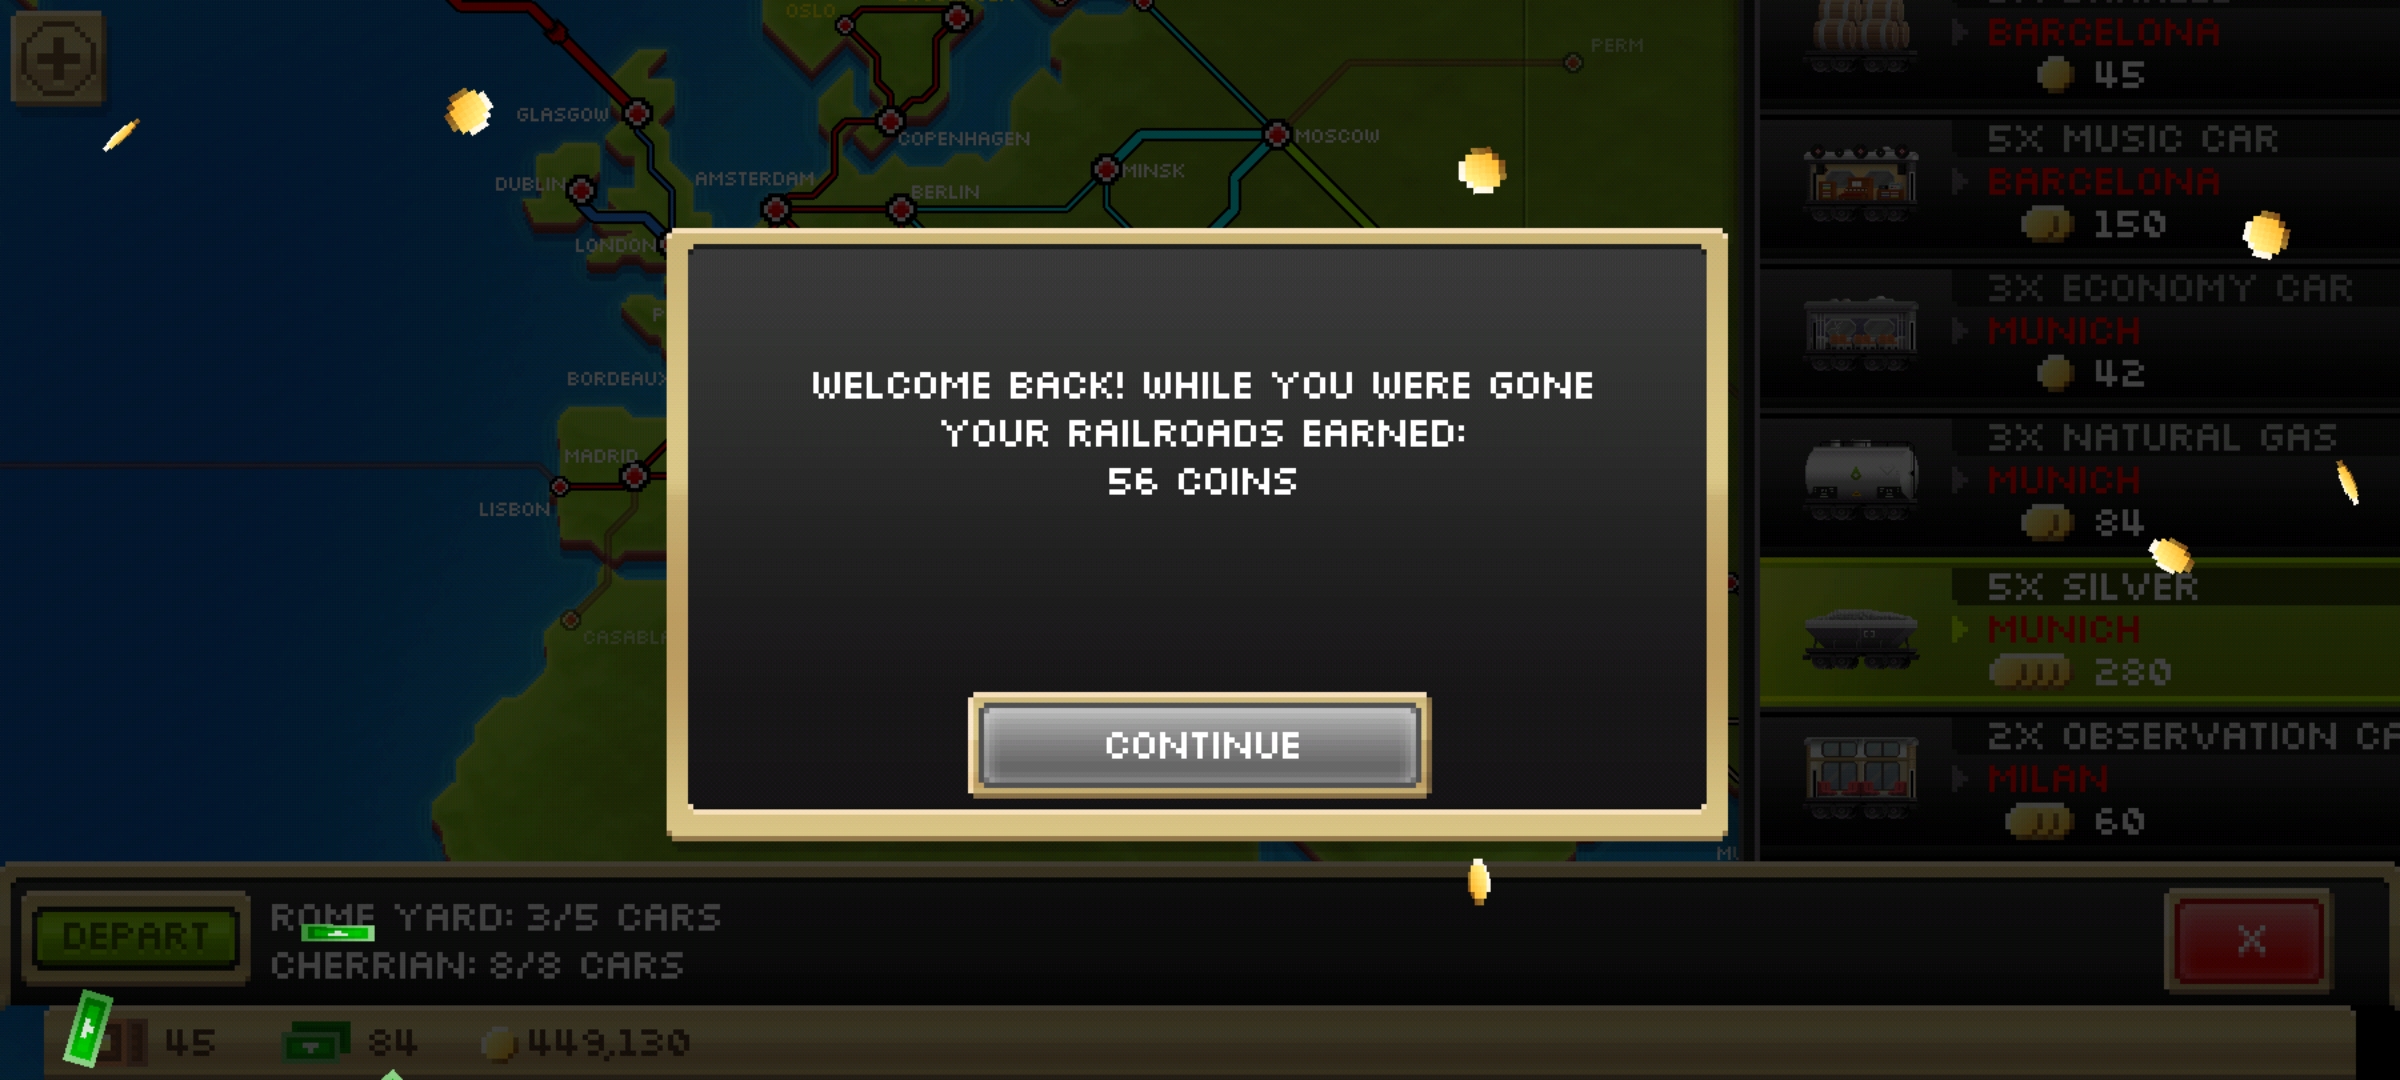 OSLO
PERM
GLASGOW
COPENHAGEN
MOSCOW
DUBLIN
AMSTERDAM
BERLIN
MINSK
LONDON
BORDEAUX
MADRID
LISBON
WELCOME BACK! WHILE YOU WERE GONE
YOUR RAILROADS EARNED:
56 COINS
CONTINUE
BARCELONA
45
5X MUSIC CAR
BARCELONA
150
3X ECONOMY CAR
MUNICH
42
3X NATURAL GAS
MUNICH
84
5X SILVER
MUNICH
280
2X OBSERVATION
MILAN
60
DEPART
ROME YARD: 3/5 CARS
CHERRIAN: 8/8 CARS
X
45
84
449,130